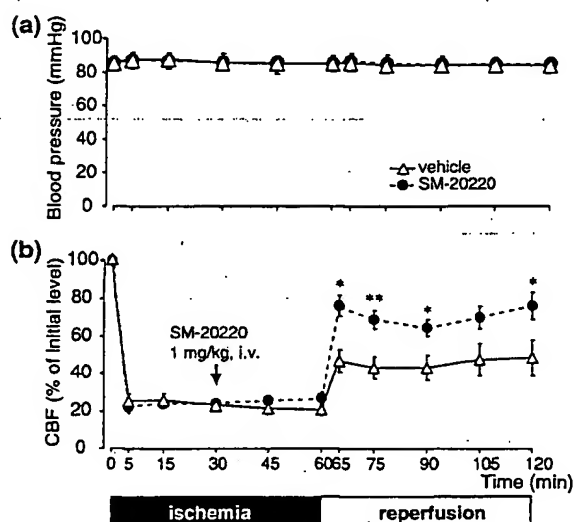 (a)
Blood pressure (mmHg)
100
80
60
40
20
0
vehicle
SM-20220
(b)
CBF (% of Initial level)
100
80
60
40
20
0
SM-20220
1 mg/kg, i.v.
* ** * *
0 5 15 30 45 60 65 75 90 105 120
Time (min)
ischemia reperfusion